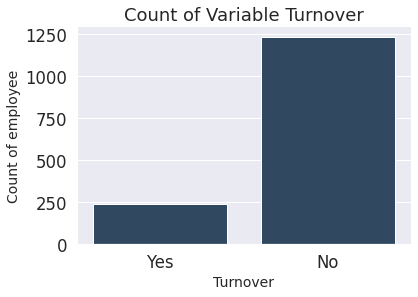 Count of Variable Turnover
Count of employee
1250
1000
750
500
250
0
Yes No
Turnover